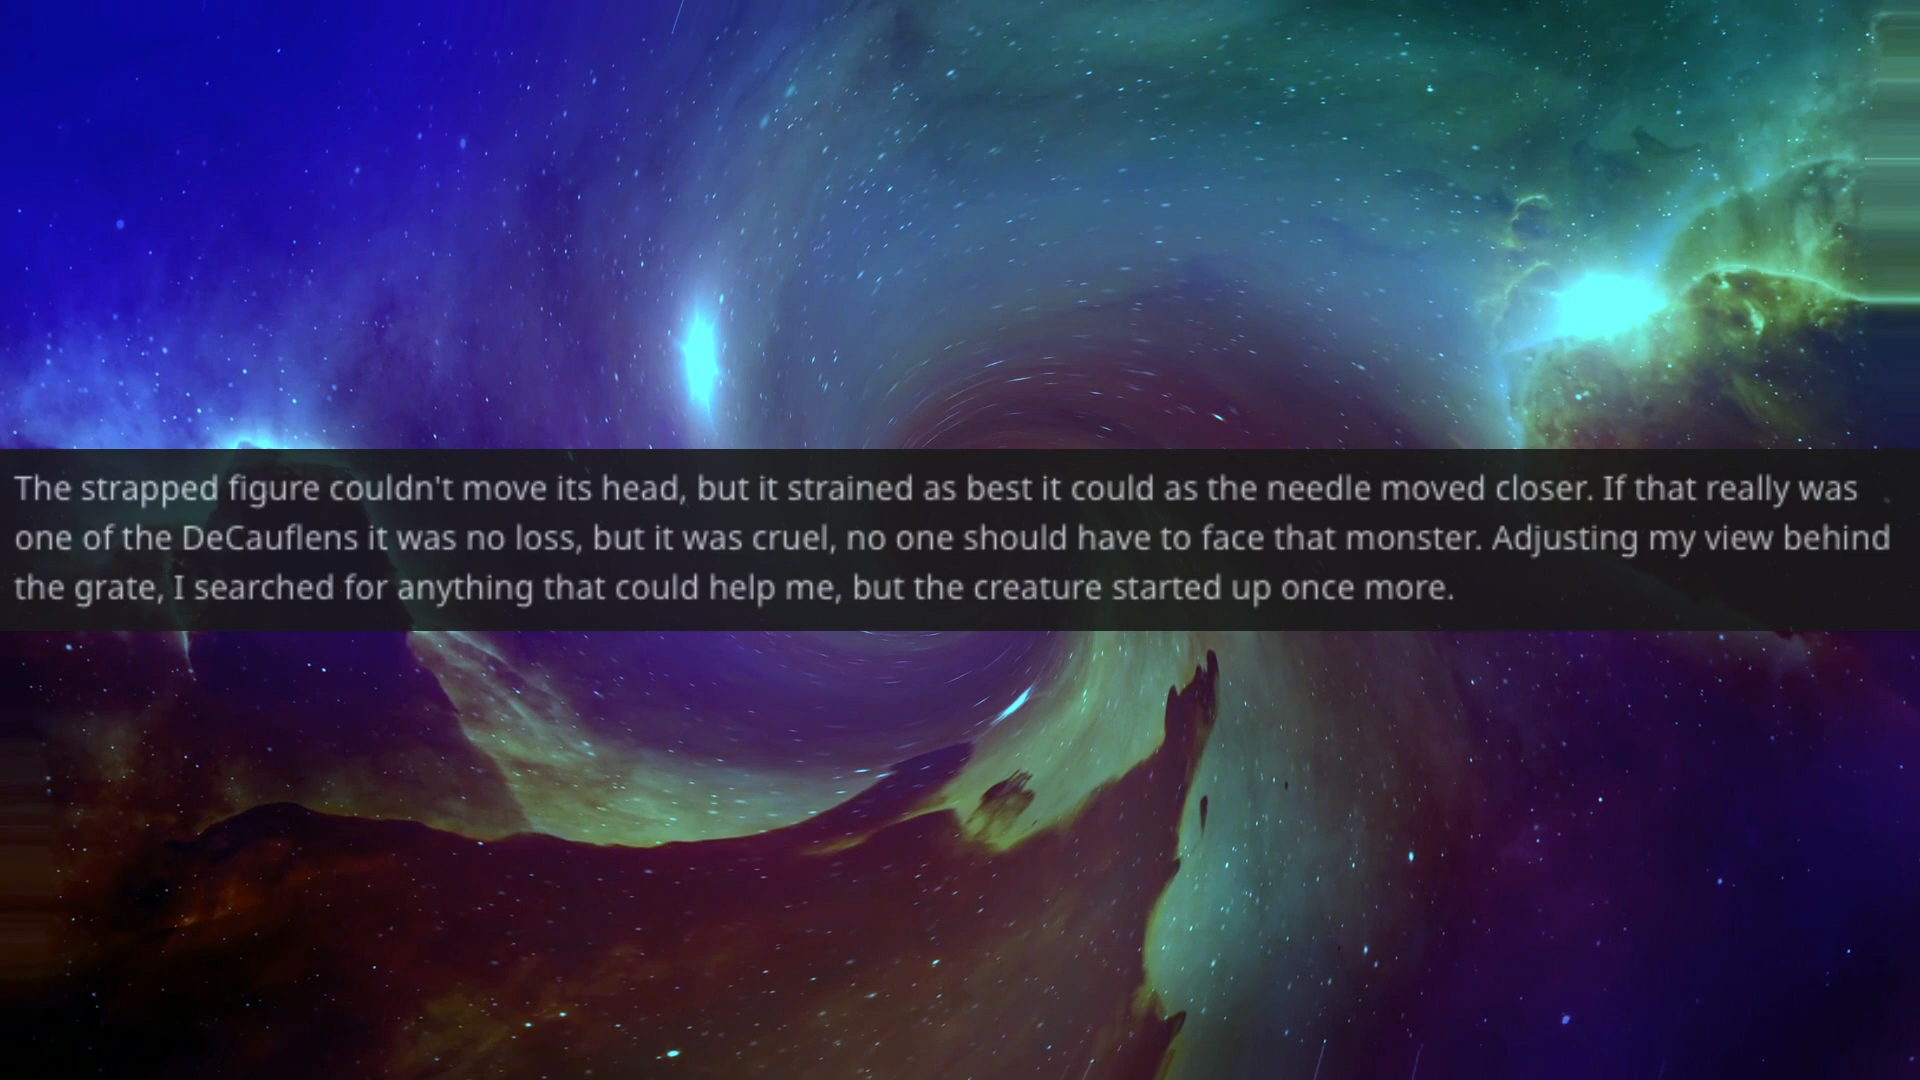 The strapped figure couldn't move its head, but it strained as best it could as the needle moved closer. If that really was
one of the DeCauflens it was no loss, but it was cruel, no one should have to face that monster. Adjusting my view behind
the grate, I searched for anything that could help me, but the creature started up once more.